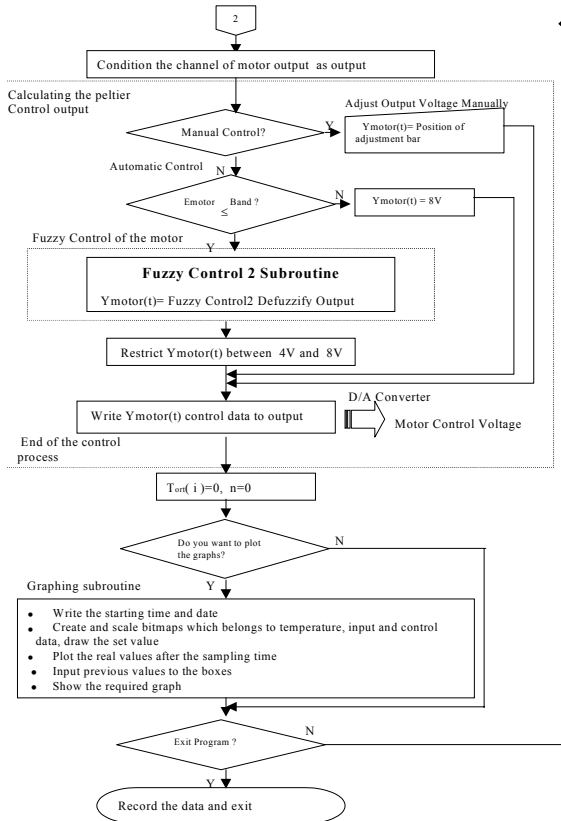 2
Condition the channel of motor output as output
Calculating the peltier
Control output
Adjust Output Voltage Manually
Manual Control?
Y
Ymotor(t)= Position of
adjustment bar
Automatic Control
N
Emotor ≤ Band ?
N
Ymotor(t) = 8V
Fuzzy Control of the motor
Y
Fuzzy Control 2 Subroutine
Ymotor(t)= Fuzzy Control2 Defuzzify Output
Restrict Ymotor(t) between 4V and 8V
D/A Converter
Write Ymotor(t) control data to output
Motor Control Voltage
End of the control
process
Tort( i )=0, n=0
Do you want to plot
the graphs?
N
Graphing subroutine
Y
• Write the starting time and date
• Create and scale bitmaps which belongs to temperature, input and control
data, draw the set value
• Plot the real values after the sampling time
• Input previous values to the boxes
• Show the required graph
Exit Program ?
N
Y
Record the data and exit